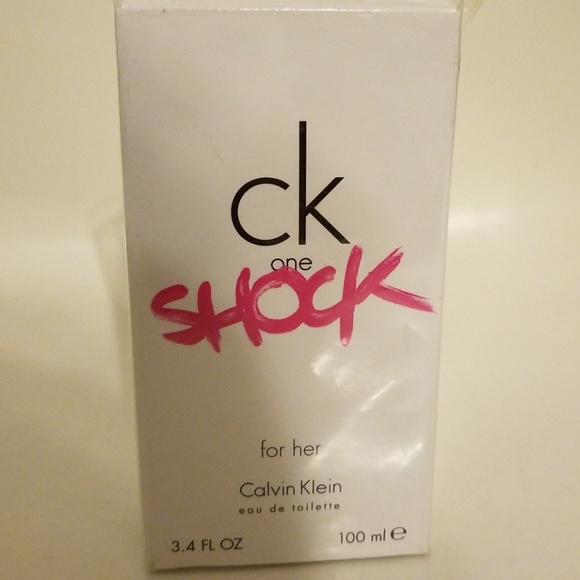 ck
one
SHOCK
for her
Calvin Klein
eau de toilette
3.4 FL OZ 100 ml ℮